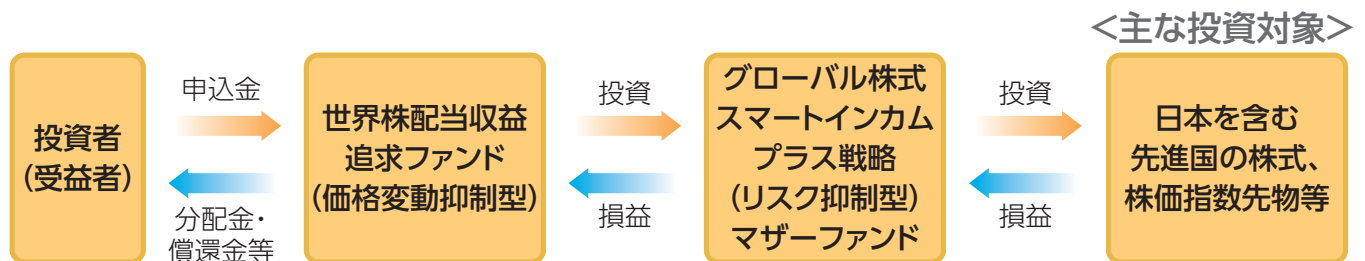 <主な投資対象>
投資者
(受益者)
申込金
分配金・
償還金等
世界株配当収益
追求ファンド
(価格変動抑制型)
投資
損益
グローバル株式
スマートインカム
プラス戦略
(リスク抑制型)
マザーファンド
投資
損益
日本を含む
先進国の株式、
株価指数先物等